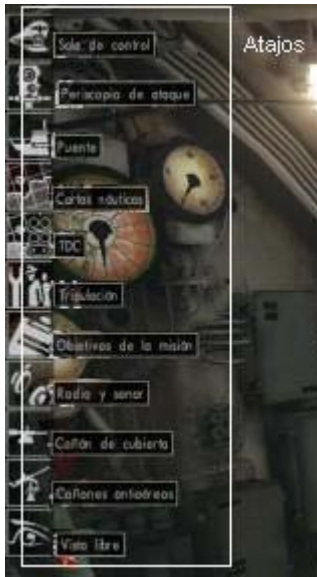 Atajos
Sala de control
Periscopio de ataque
Puente
Cartas náuticas
TDC
Tripulación
Objetivos de la misión
Radio y sonar
Cañón de cubierta
Cañones antiaéreos
Vista libre